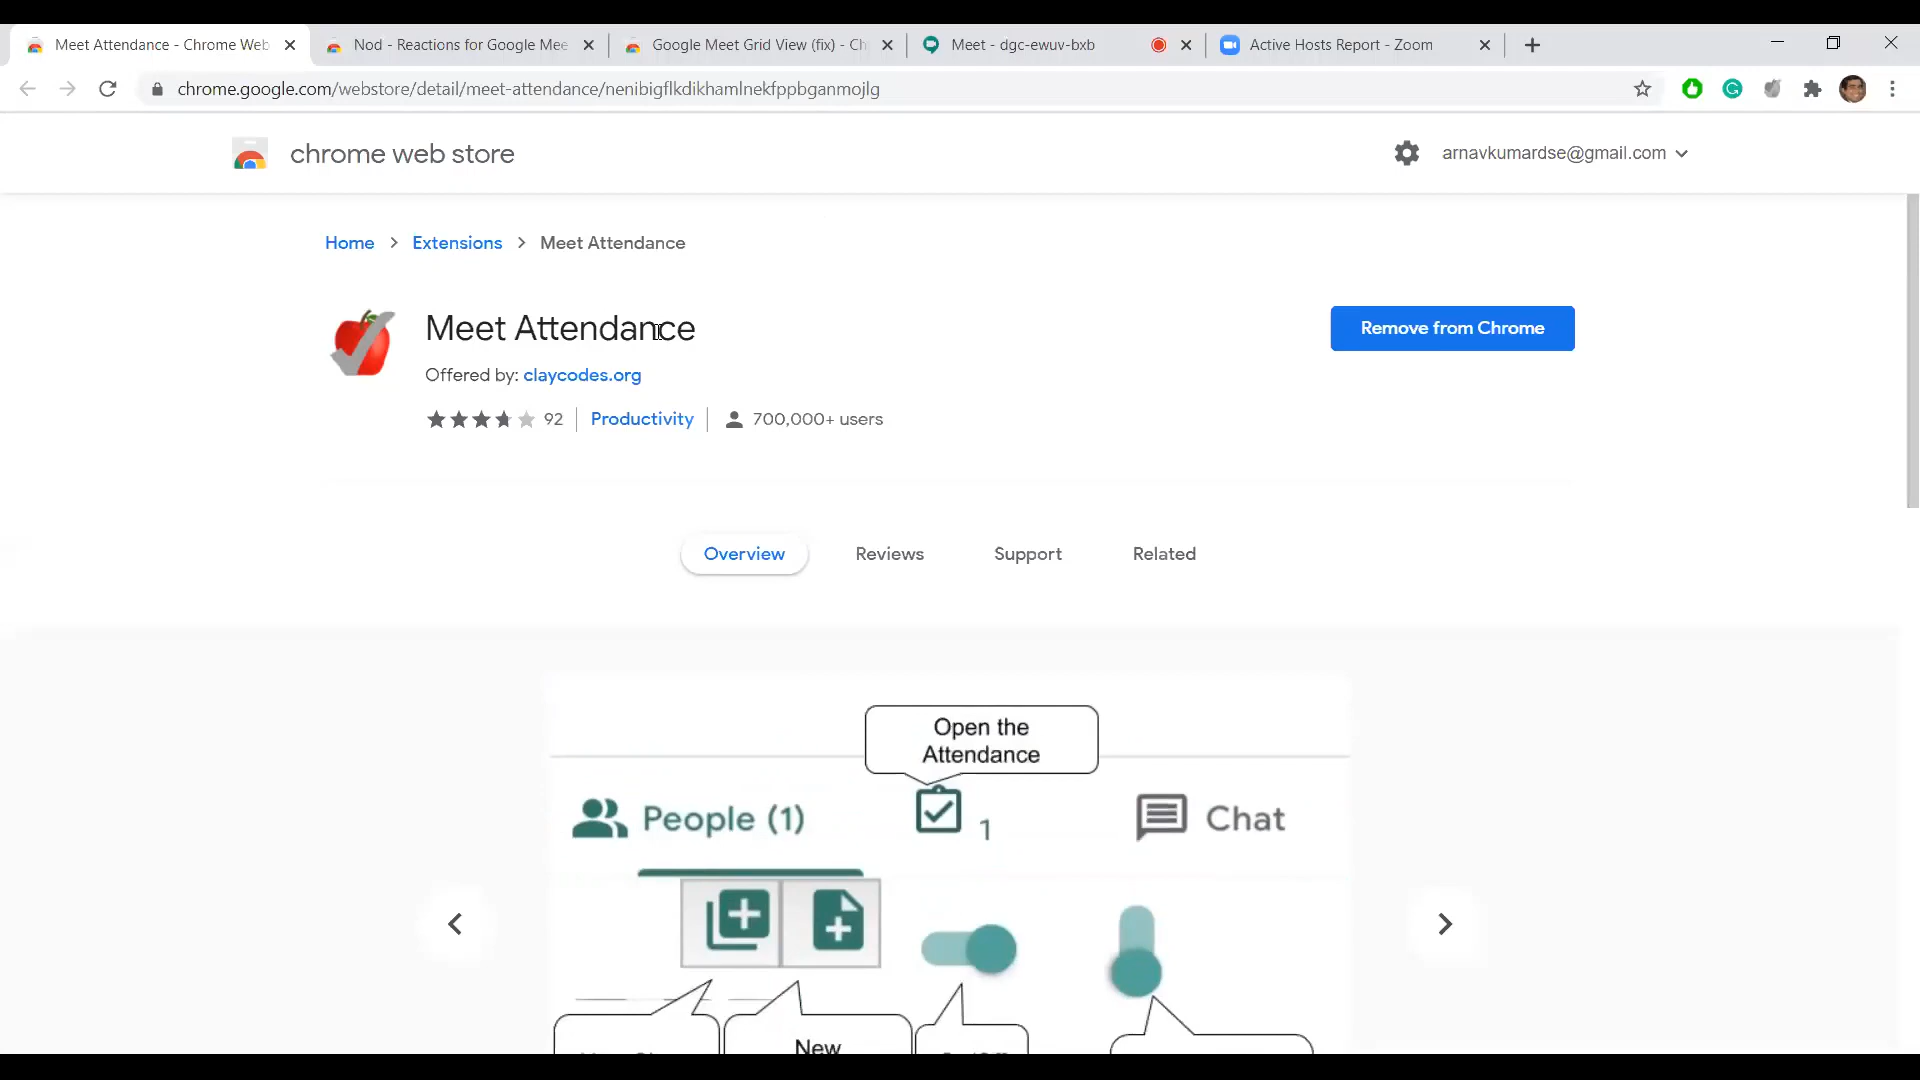 Meet Attendance - Chrome Web
Nod - Reactions for Google Mee
Google Meet Grid View (fix) - Ch
Meet - dgc-ewuv-bxb
Active Hosts Report - Zoom
chrome.google.com/webstore/detail/meet-attendance/nenibigflkdikhamlnekfppbganmojlg
chrome web store
arnavkumardse@gmail.com
Home > Extensions > Meet Attendance
Meet Attendance
Remove from Chrome
Offered by: claycodes.org
92 Productivity 700,000+ users
Overview Reviews Support Related
Open the
Attendance
People (1) 1 Chat
New